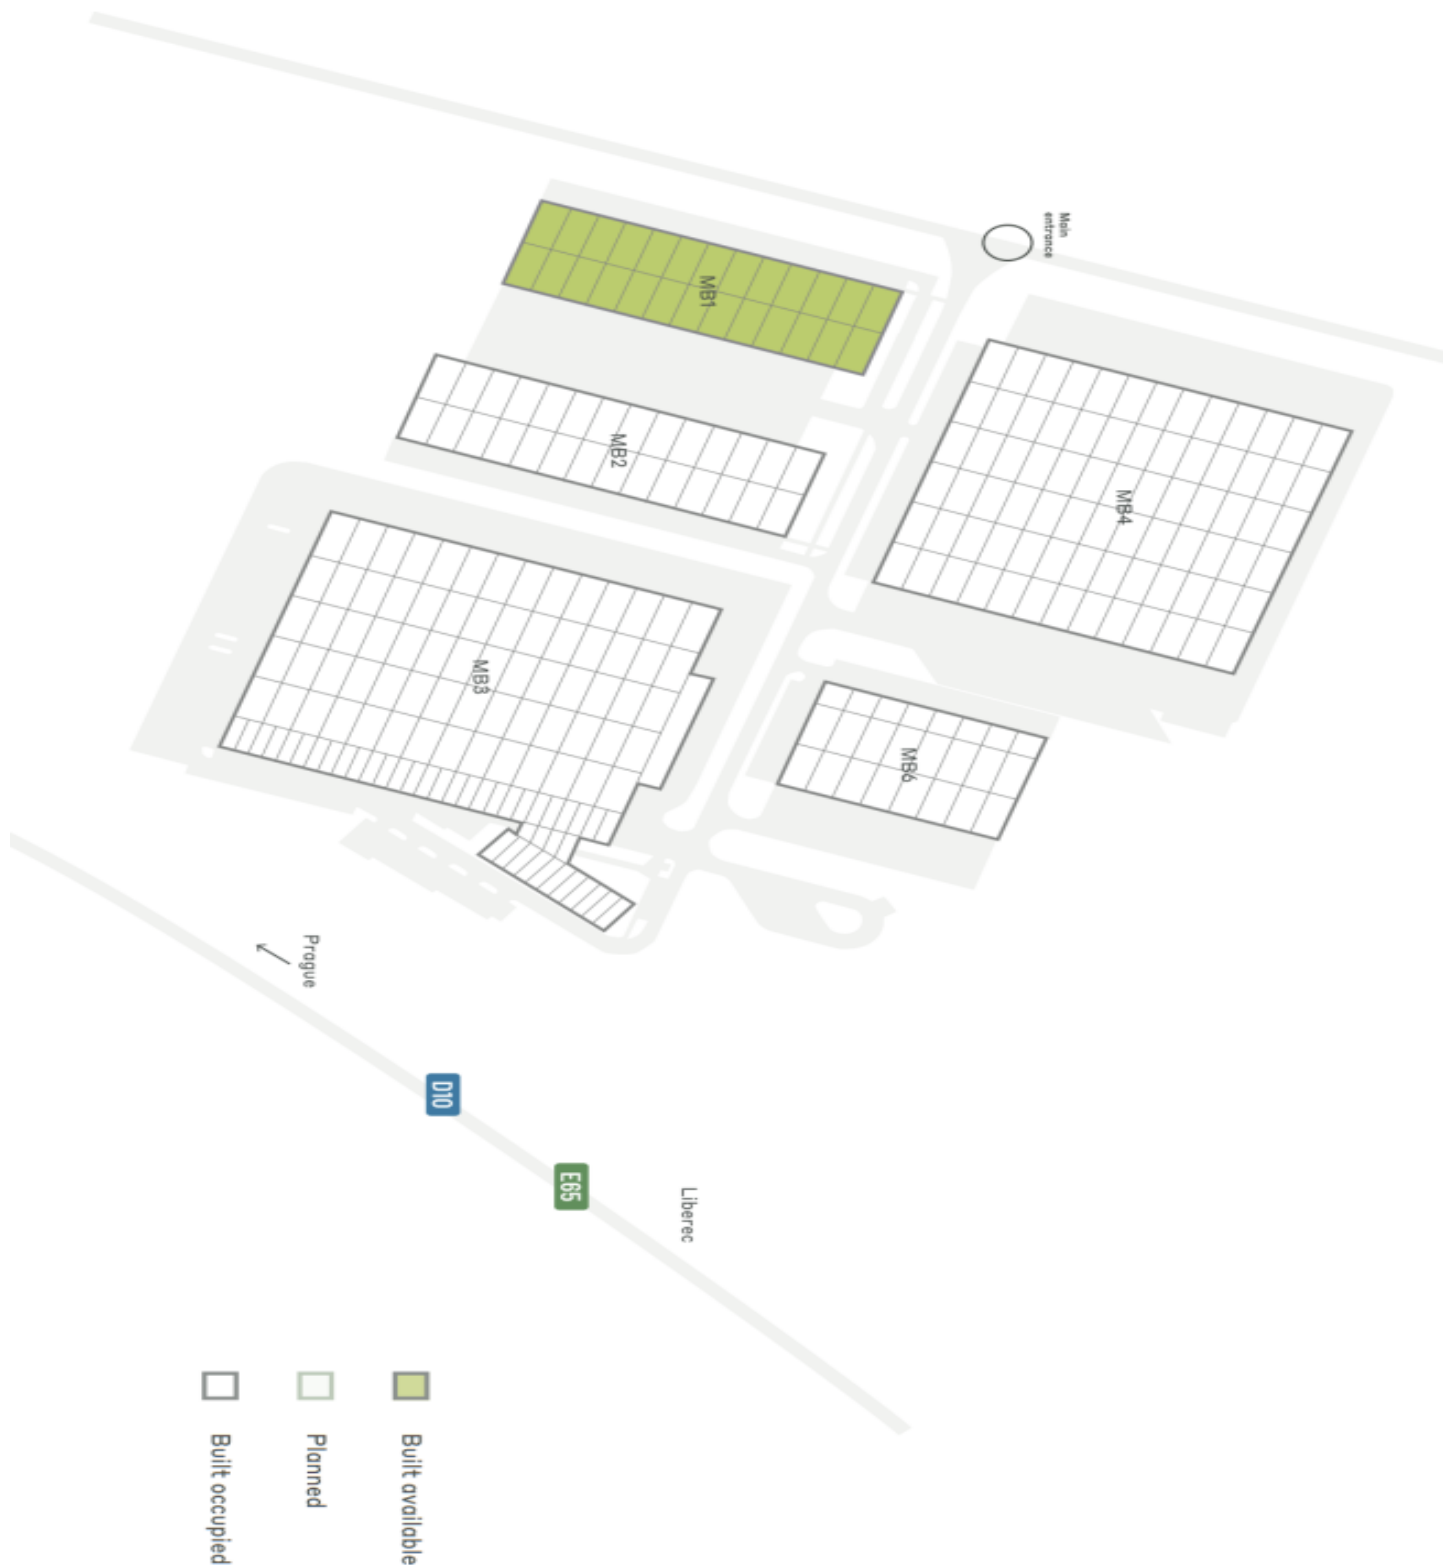 Main
entrance
MB1
MB2
MB4
MB3
MB6
Prague
D10
E65
Liberec
Built available
Planned
Built occupied